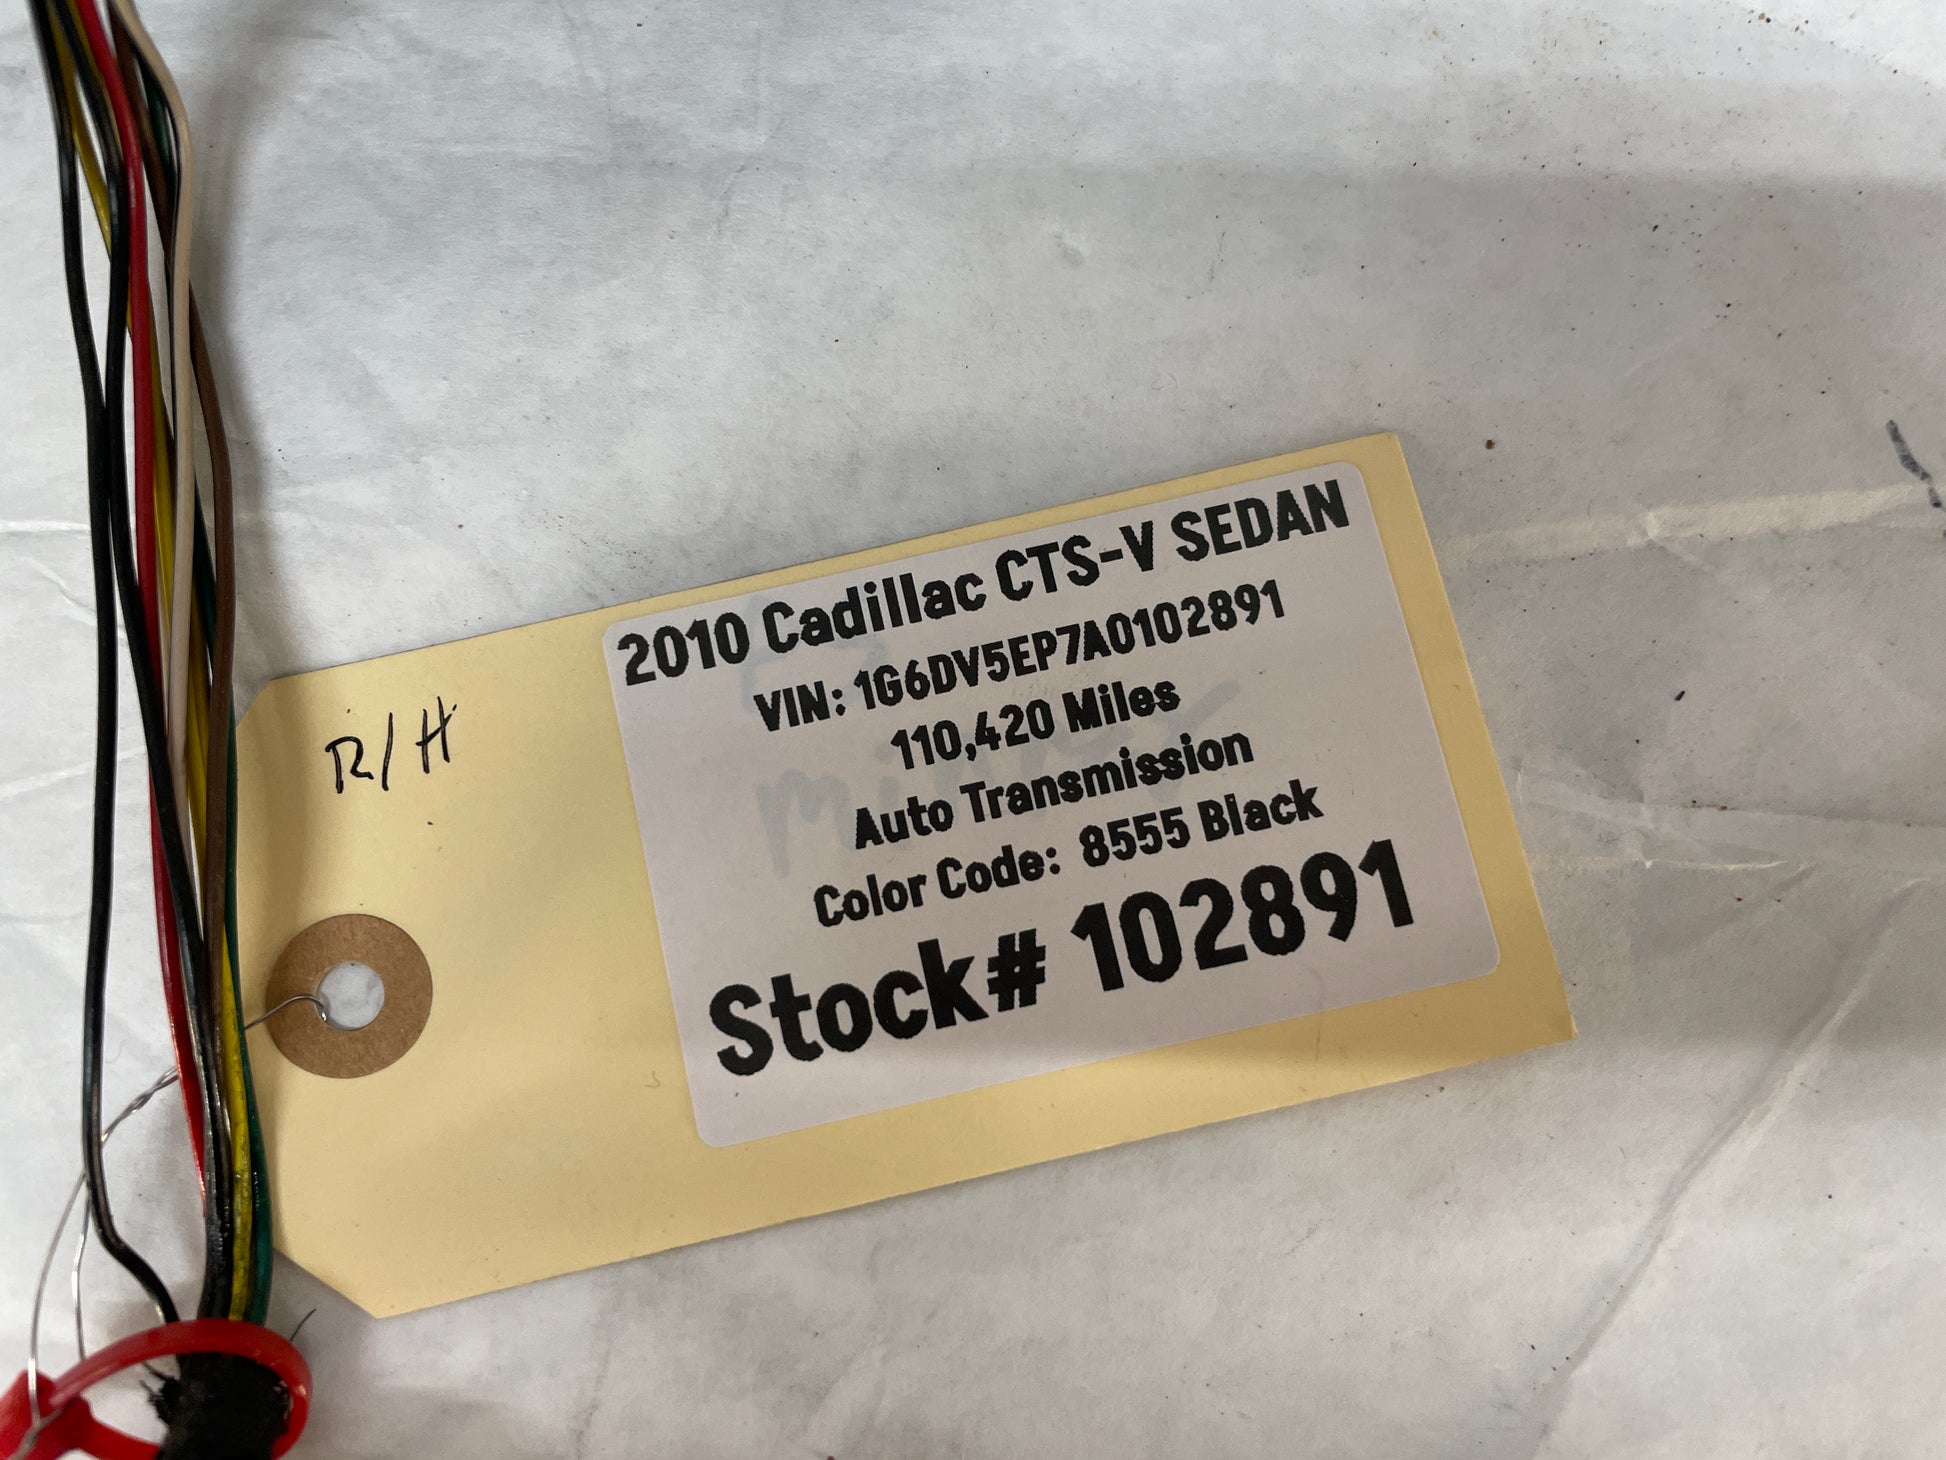 2010 Cadillac CTS-V SEDAN
VIN: 1G6DV5EP7A0102891
110,420 Miles
Auto Transmission
Color Code: 8555 Black
Stock# 102891
R/H